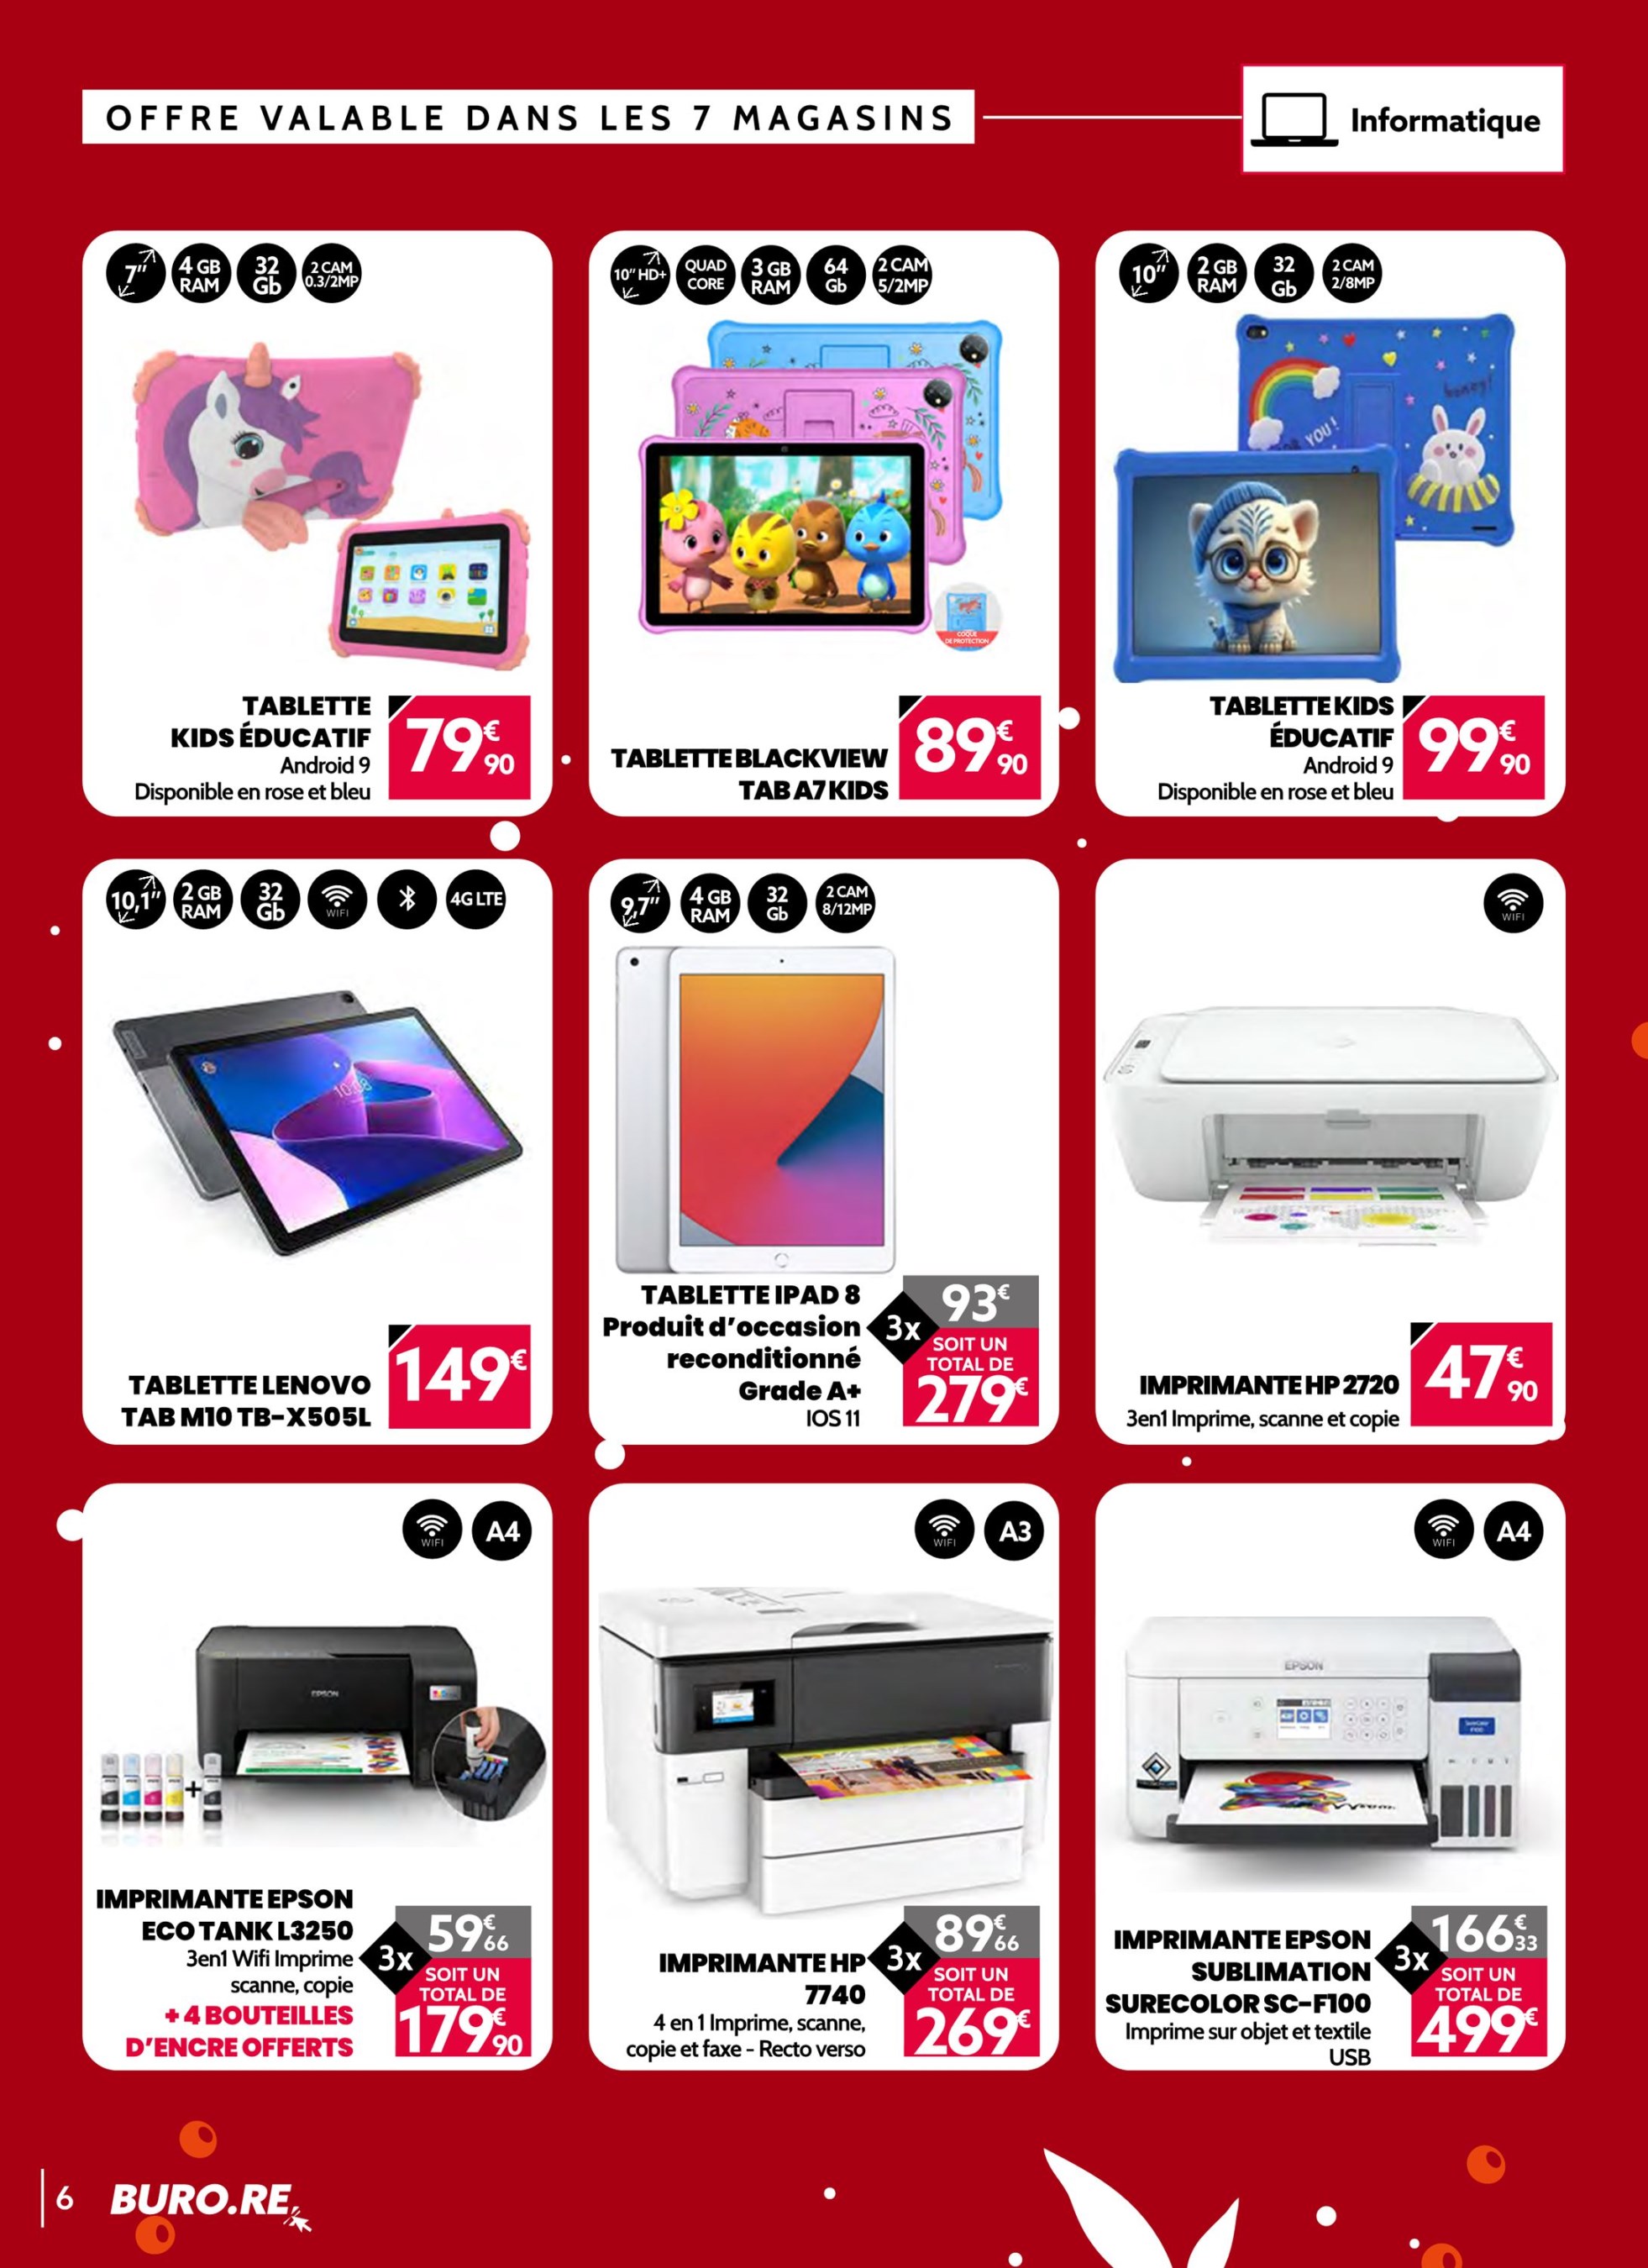 OFFRE VALABLE DANS LES 7 MAGASINS
Informatique
7"
4 GB RAM
32 Gb
2 CAM 0.3/2MP
TABLETTE
KIDS ÉDUCATIF
Android 9
Disponible en rose et bleu
79€90
10" HD+
QUAD CORE
3 GB RAM
64 Gb
2 CAM 5/2MP
COQUE
DE PROTECTION
TABLETTE BLACKVIEW
TAB A7 KIDS
89€90
10"
2 GB RAM
32 Gb
2 CAM 2/8MP
YOU!
TABLETTE KIDS
ÉDUCATIF
Android 9
Disponible en rose et bleu
99€90
10,1"
2 GB RAM
32 Gb
WIFI
4G LTE
10:08
TABLETTE LENOVO
TAB M10 TB-X505L
149€
9,7"
4 GB RAM
32 Gb
2 CAM 8/12MP
TABLETTE IPAD 8
Produit d'occasion
reconditionné
Grade A+
IOS 11
3x
93€
SOIT UN
TOTAL DE
279€
WIFI
IMPRIMANTE HP 2720
3en1 Imprime, scanne et copie
47€90
WIFI
A4
EPSON
+
IMPRIMANTE EPSON
ECO TANK L3250
3en1 Wifi Imprime
scanne, copie
+ 4 BOUTEILLES
D'ENCRE OFFERTS
3x
59€66
SOIT UN
TOTAL DE
179€90
WIFI
A3
IMPRIMANTE HP
7740
4 en 1 Imprime, scanne,
copie et faxe - Recto verso
3x
89€66
SOIT UN
TOTAL DE
269€
WIFI
A4
EPSON
IMPRIMANTE EPSON
SUBLIMATION
SURECOLOR SC-F100
Imprime sur objet et textile
USB
3x
166€33
SOIT UN
TOTAL DE
499€
6
BURO.RE